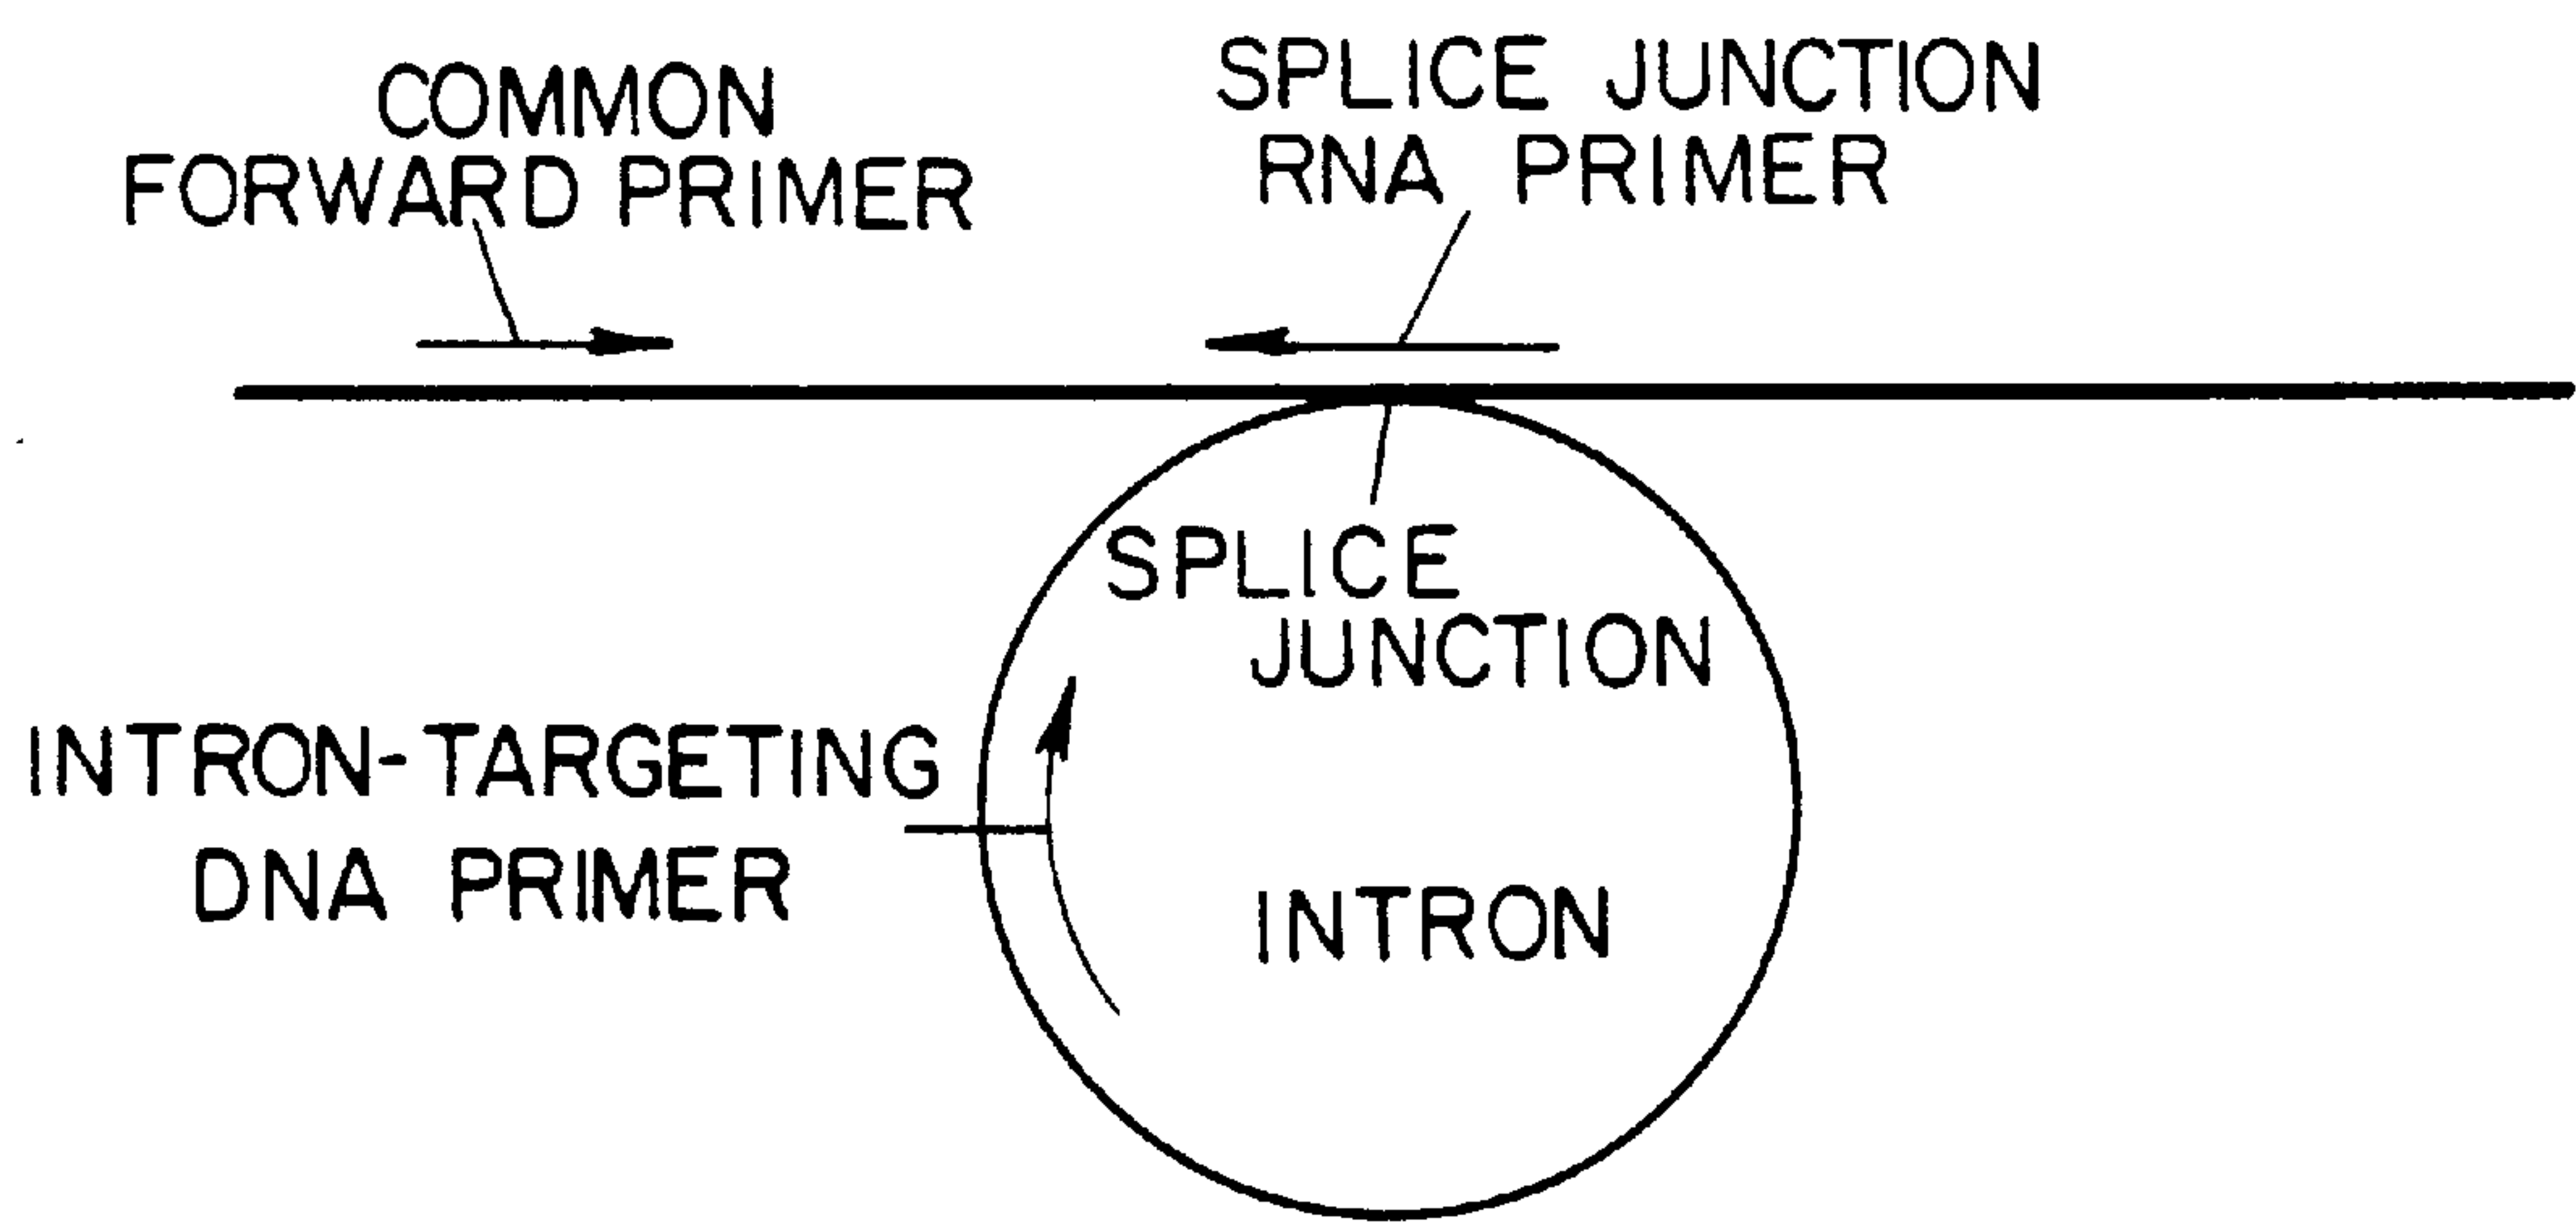 COMMON
FORWARD PRIMER
SPLICE JUNCTION
RNA PRIMER
SPLICE
JUNCTION
INTRON-TARGETING
DNA PRIMER
INTRON